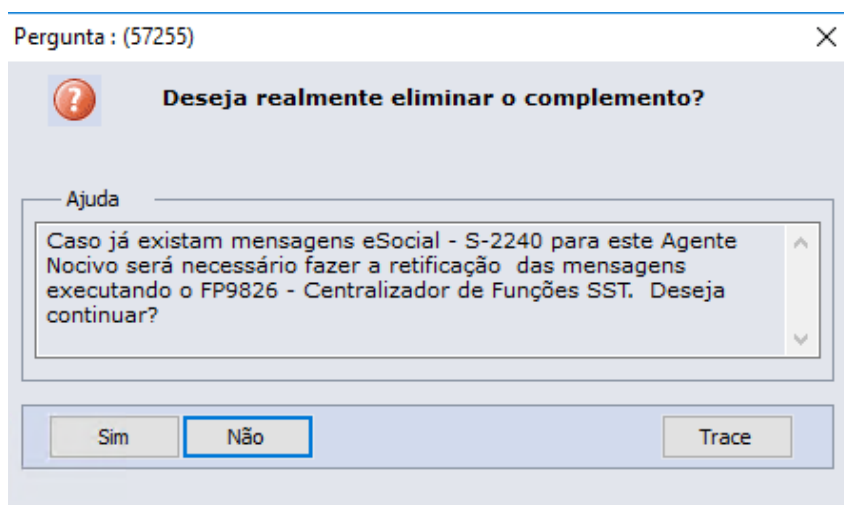 Pergunta : (57255)
Deseja realmente eliminar o complemento?
Ajuda
Caso já existam mensagens eSocial - S-2240 para este Agente
Nocivo será necessário fazer a retificação  das mensagens
executando o FP9826 - Centralizador de Funções SST.  Deseja
continuar?
Sim
Não
Trace